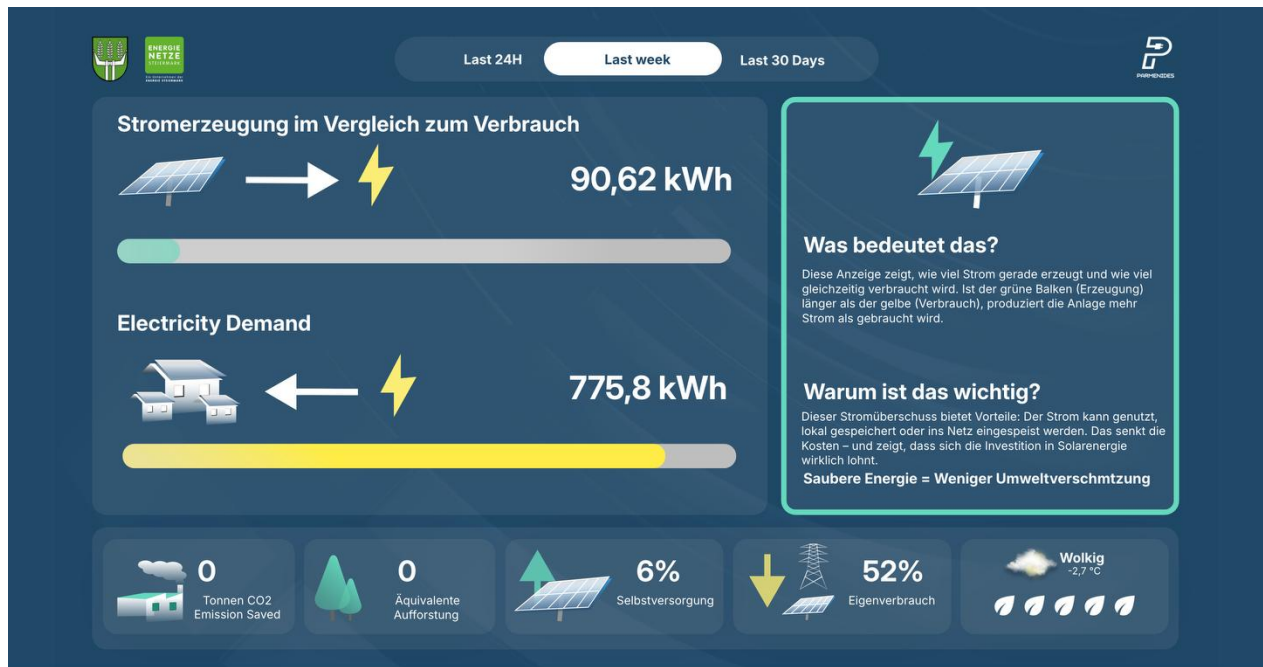 ENERGIE
NETZE
STEIERMARK
Last 24H
Last week
Last 30 Days
PARMENIDES
Stromerzeugung im Vergleich zum Verbrauch
90,62 kWh
Electricity Demand
775,8 kWh
Was bedeutet das?
Diese Anzeige zeigt, wie viel Strom gerade erzeugt und wie viel
gleichzeitig verbraucht wird. Ist der grüne Balken (Erzeugung)
länger als der gelbe (Verbrauch), produziert die Anlage mehr
Strom als gebraucht wird.
Warum ist das wichtig?
Dieser Stromüberschuss bietet Vorteile: Der Strom kann genutzt,
lokal gespeichert oder ins Netz eingespeist werden. Das senkt die
Kosten – und zeigt, dass sich die Investition in Solarenergie
wirklich lohnt.
Saubere Energie = Weniger Umweltverschmtzung
0
Tonnen CO2
Emission Saved
0
Äquivalente
Aufforstung
6%
Selbstversorgung
52%
Eigenverbrauch
Wolkig
-2,7 °C